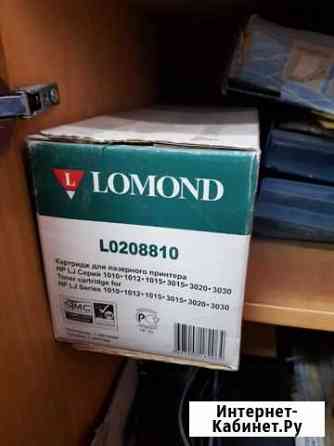 LOMOND
L0208810
Картридж для лазерного принтера
HP LJ Серий 1010•1012•1015•3015•3020•3030
Toner cartridge for
HP LJ Series 1010•1012•1015•3015•3020•3030
Интернет-
Кабинет.Ру